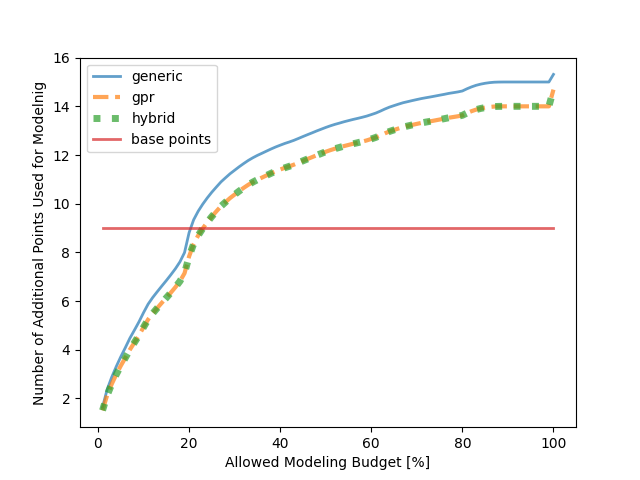 16
14
12
10
8
6
4
2
Number of Additional Points Used for Modelnig
generic
gpr
hybrid
base points
0 20 40 60 80 100
Allowed Modeling Budget [%]